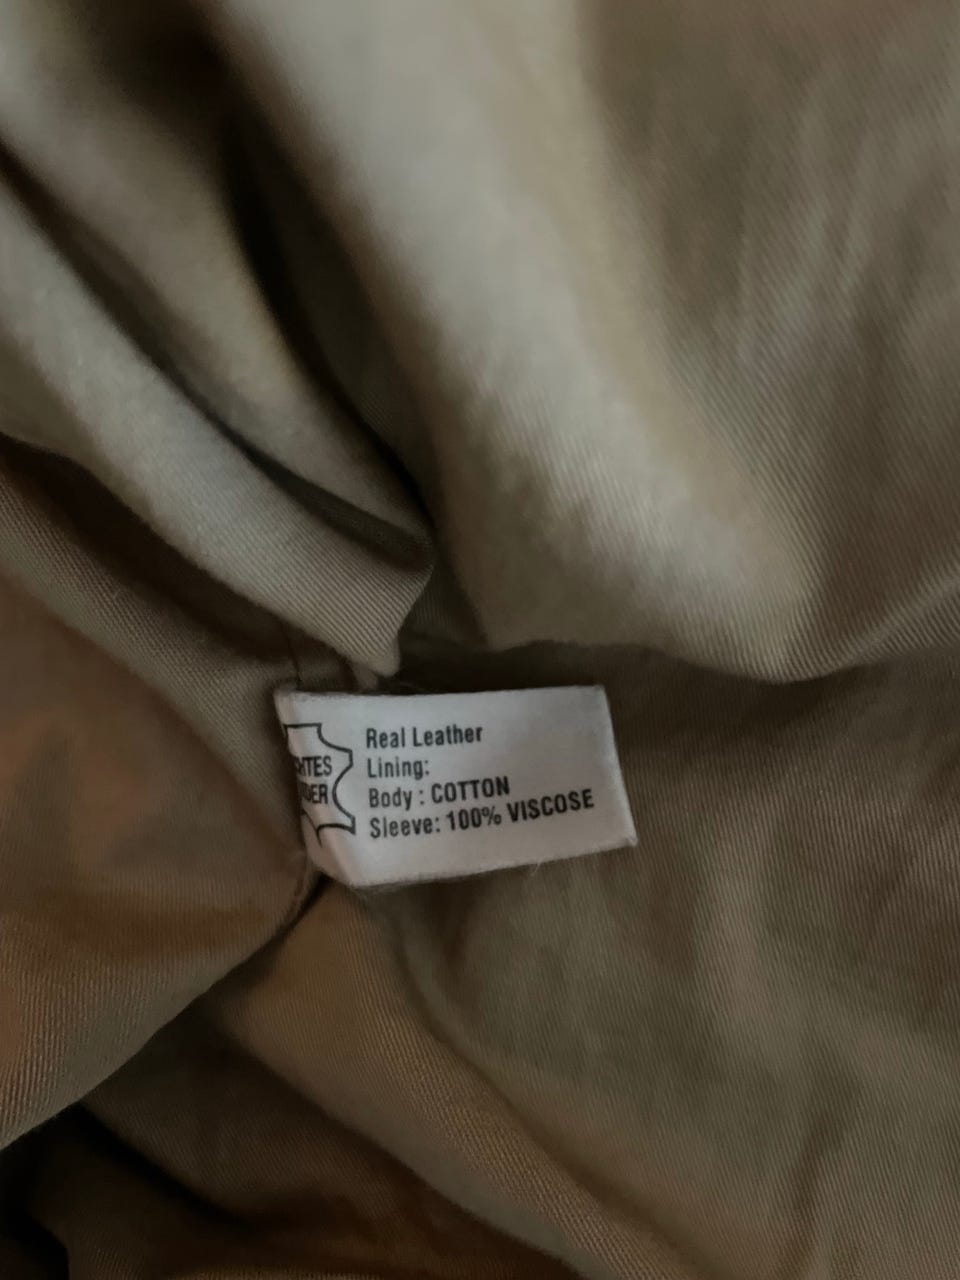 Real Leather
Lining:
Body : COTTON
Sleeve: 100% VISCOSE